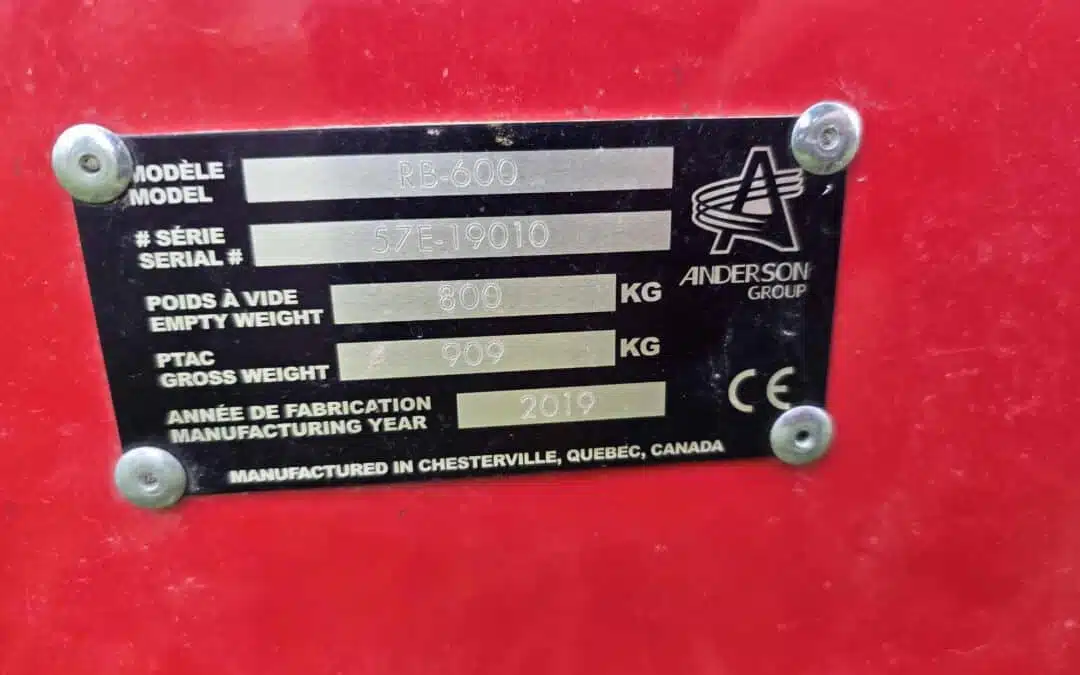 MODÈLE
MODEL
RB-600
# SÉRIE
SERIAL #
57E-19010
POIDS À VIDE
EMPTY WEIGHT
800
KG
PTAC
GROSS WEIGHT
909
KG
ANNÉE DE FABRICATION
MANUFACTURING YEAR
2019
MANUFACTURED IN CHESTERVILLE, QUEBEC, CANADA
ANDERSON
GROUP
CE